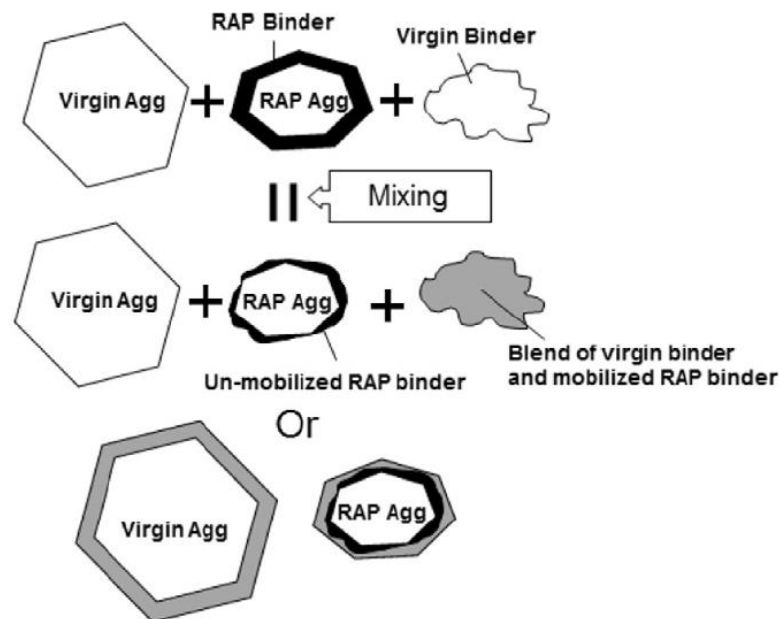 RAP Binder
Virgin Binder
Virgin Agg
+
RAP Agg
+
Mixing
Virgin Agg
+
RAP Agg
+
Un-mobilized RAP binder
Blend of virgin binder
and mobilized RAP binder
Or
Virgin Agg
RAP Agg